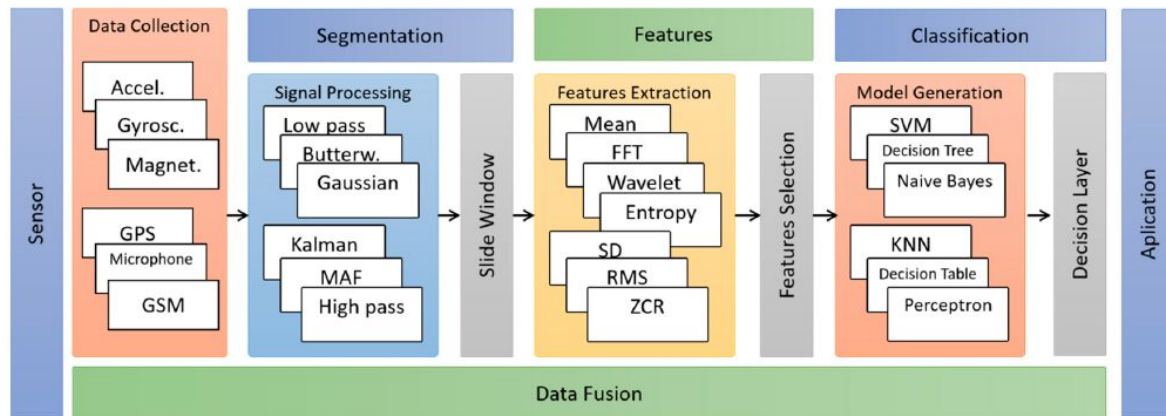 Sensor
Data Collection
Accel.
Gyrosc.
Magnet.
GPS
Microphone
GSM
Segmentation
Signal Processing
Low pass
Butterw.
Gaussian
Kalman
MAF
High pass
Slide Window
Features
Features Extraction
Mean
FFT
Wavelet
Entropy
SD
RMS
ZCR
Features Selection
Classification
Model Generation
SVM
Decision Tree
Naive Bayes
KNN
Decision Table
Perceptron
Decision Layer
Aplication
Data Fusion